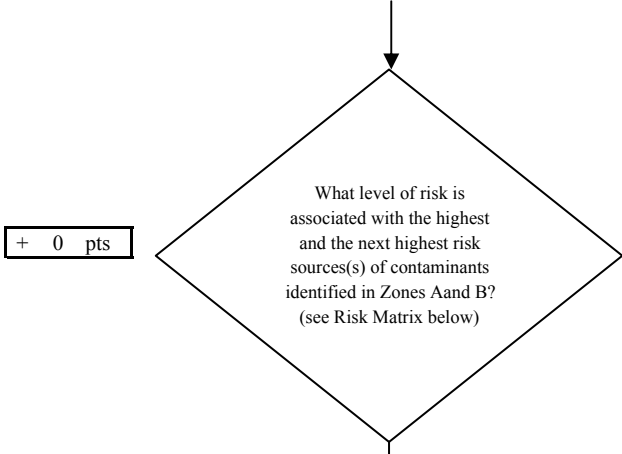 What level of risk is
associated with the highest
and the next highest risk
sources(s) of contaminants
identified in Zones Aand B?
(see Risk Matrix below)
+ 0 pts